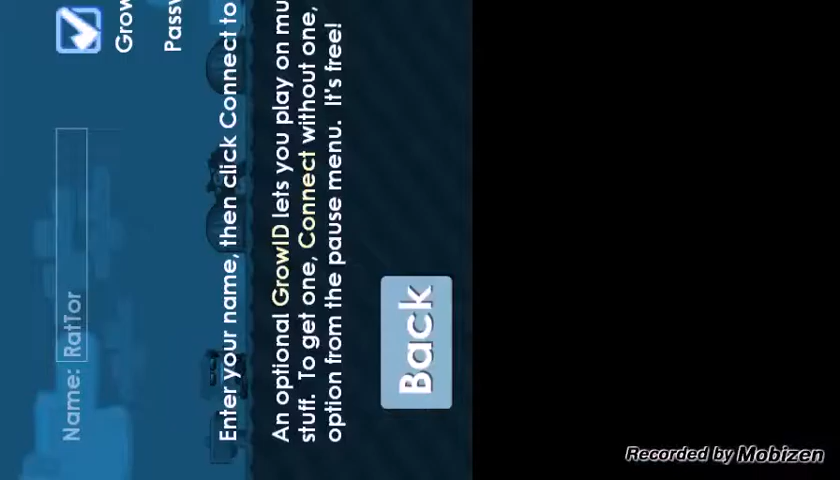 Grow
Passw
Name: RatTor
Enter your name, then click Connect to
An optional GrowID lets you play on mu
stuff. To get one, Connect without one,
option from the pause menu. It's free!
Back
Recorded by Mobizen